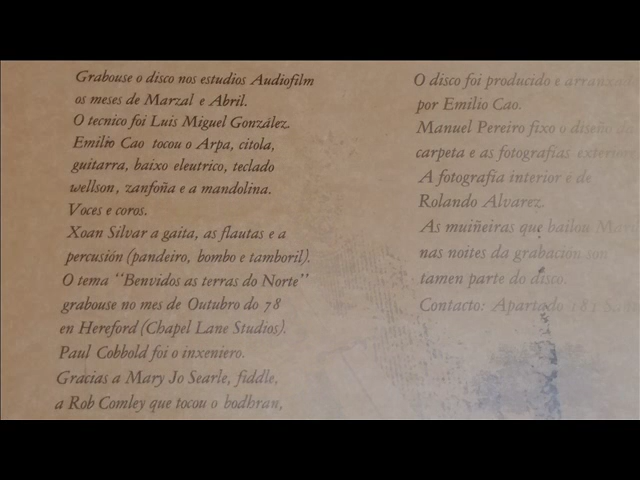 Grabouse o disco nos estudios Audiofilm
os meses de Marzal e Abril.
O tecnico foi Luis Miguel González.
Emilio Cao tocou o Arpa, citola,
guitarra, baixo eleutrico, teclado
wellson, zanfoña e a mandolina.
Voces e coros.
Xoan Silvar a gaita, as flautas e a
percusión (pandeiro, bombo e tamboril).
O tema “Benvidos as terras do Norte”
grabouse no mes de Outubro do 78
en Hereford (Chapel Lane Studios).
Paul Cobbold foi o inxeniero.
Gracias a Mary Jo Searle, fiddle,
a Rob Comley que tocou o bodhran,
O disco foi producido e
por Emilio Cao.
Manuel Pereiro fixo o diseño
carpeta e as fotografias
A fotografía interior e de
Rolando Alvarez.
As muiñeiras que bailou
nas noites da grabación son
tamen parte do disco.
Contacto: Apartado 181